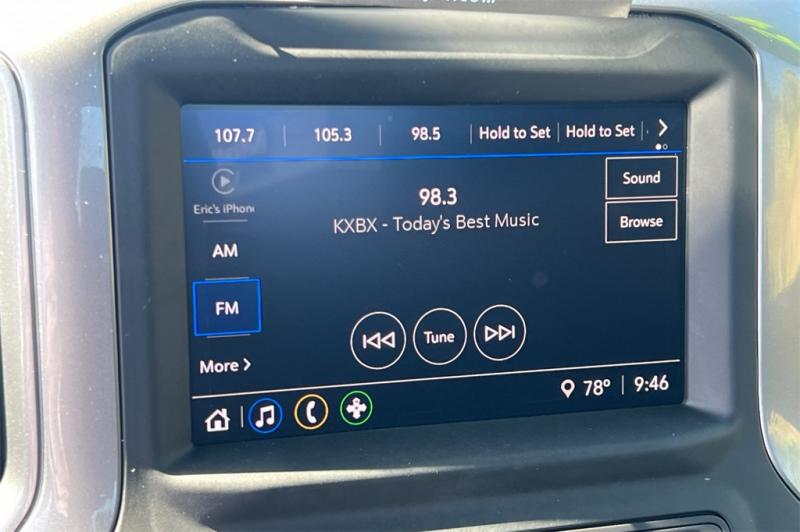 107.7 105.3 98.5 Hold to Set Hold to Set
Eric's iPhon
98.3
KXBX - Today's Best Music
Sound
Browse
AM
FM
Tune
More
78° 9:46